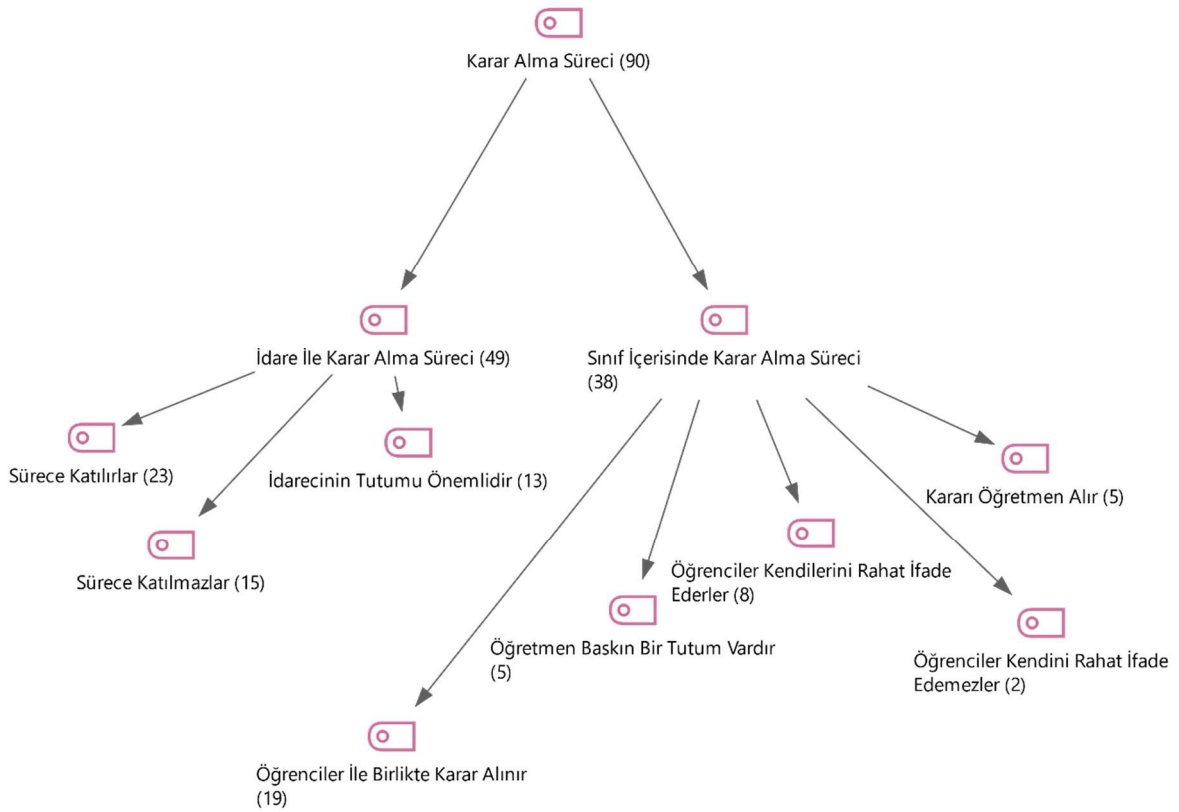 Karar Alma Süreci (90)
İdare İle Karar Alma Süreci (49)
Sınıf İçerisinde Karar Alma Süreci
(38)
Sürece Katılırlar (23)
İdarecinin Tutumu Önemlidir (13)
Kararı Öğretmen Alır (5)
Sürece Katılmazlar (15)
Öğrenciler Kendilerini Rahat İfade
Ederler (8)
Öğretmen Baskın Bir Tutum Vardır
(5)
Öğrenciler Kendini Rahat İfade
Edemezler (2)
Öğrenciler İle Birlikte Karar Alınır
(19)